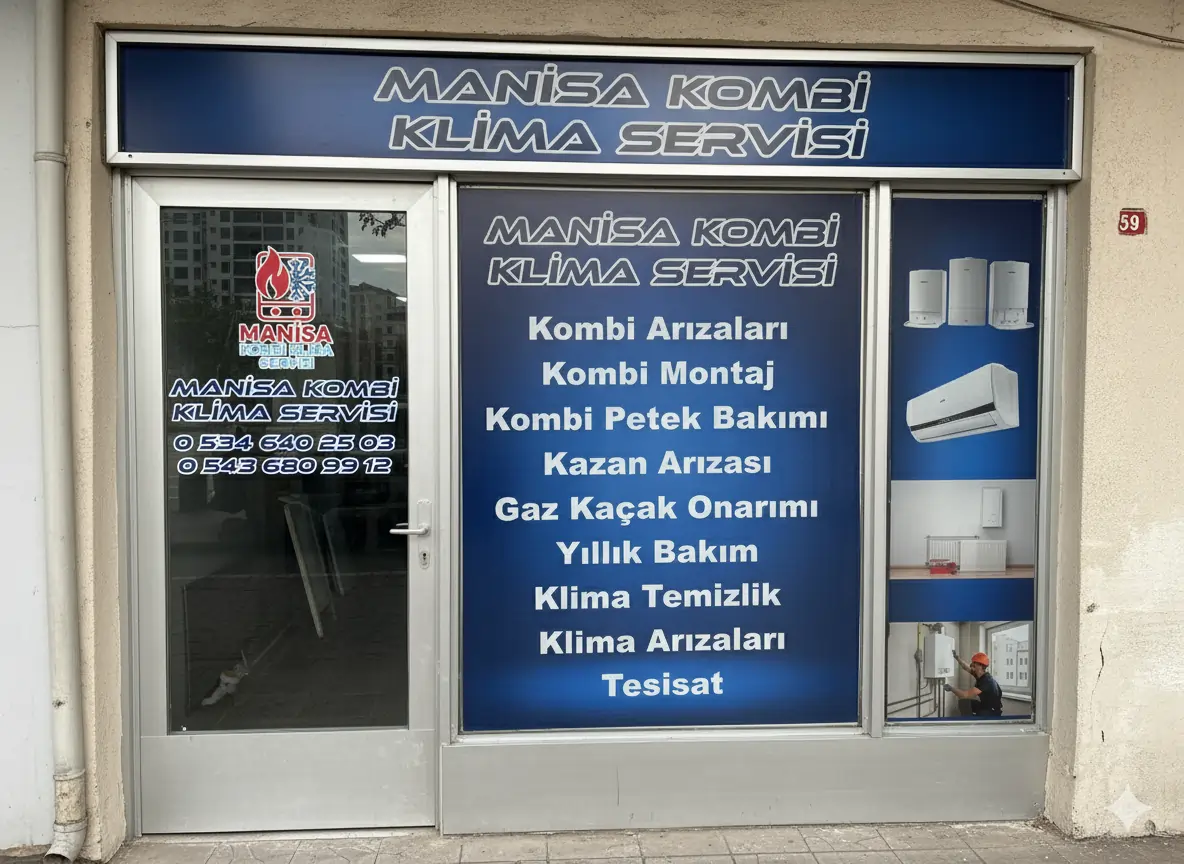 MANİSA KOMBİ
KLİMA SERVİSİ
59
MANİSA
KOMBİ KLİMA
SERVİSİ
MANİSA KOMBİ
KLİMA SERVİSİ
0 534 640 25 03
0 543 680 99 12
MANİSA KOMBİ
KLİMA SERVİSİ
Kombi Arızaları
Kombi Montaj
Kombi Petek Bakımı
Kazan Arızası
Gaz Kaçak Onarımı
Yıllık Bakım
Klima Temizlik
Klima Arızaları
Tesisat